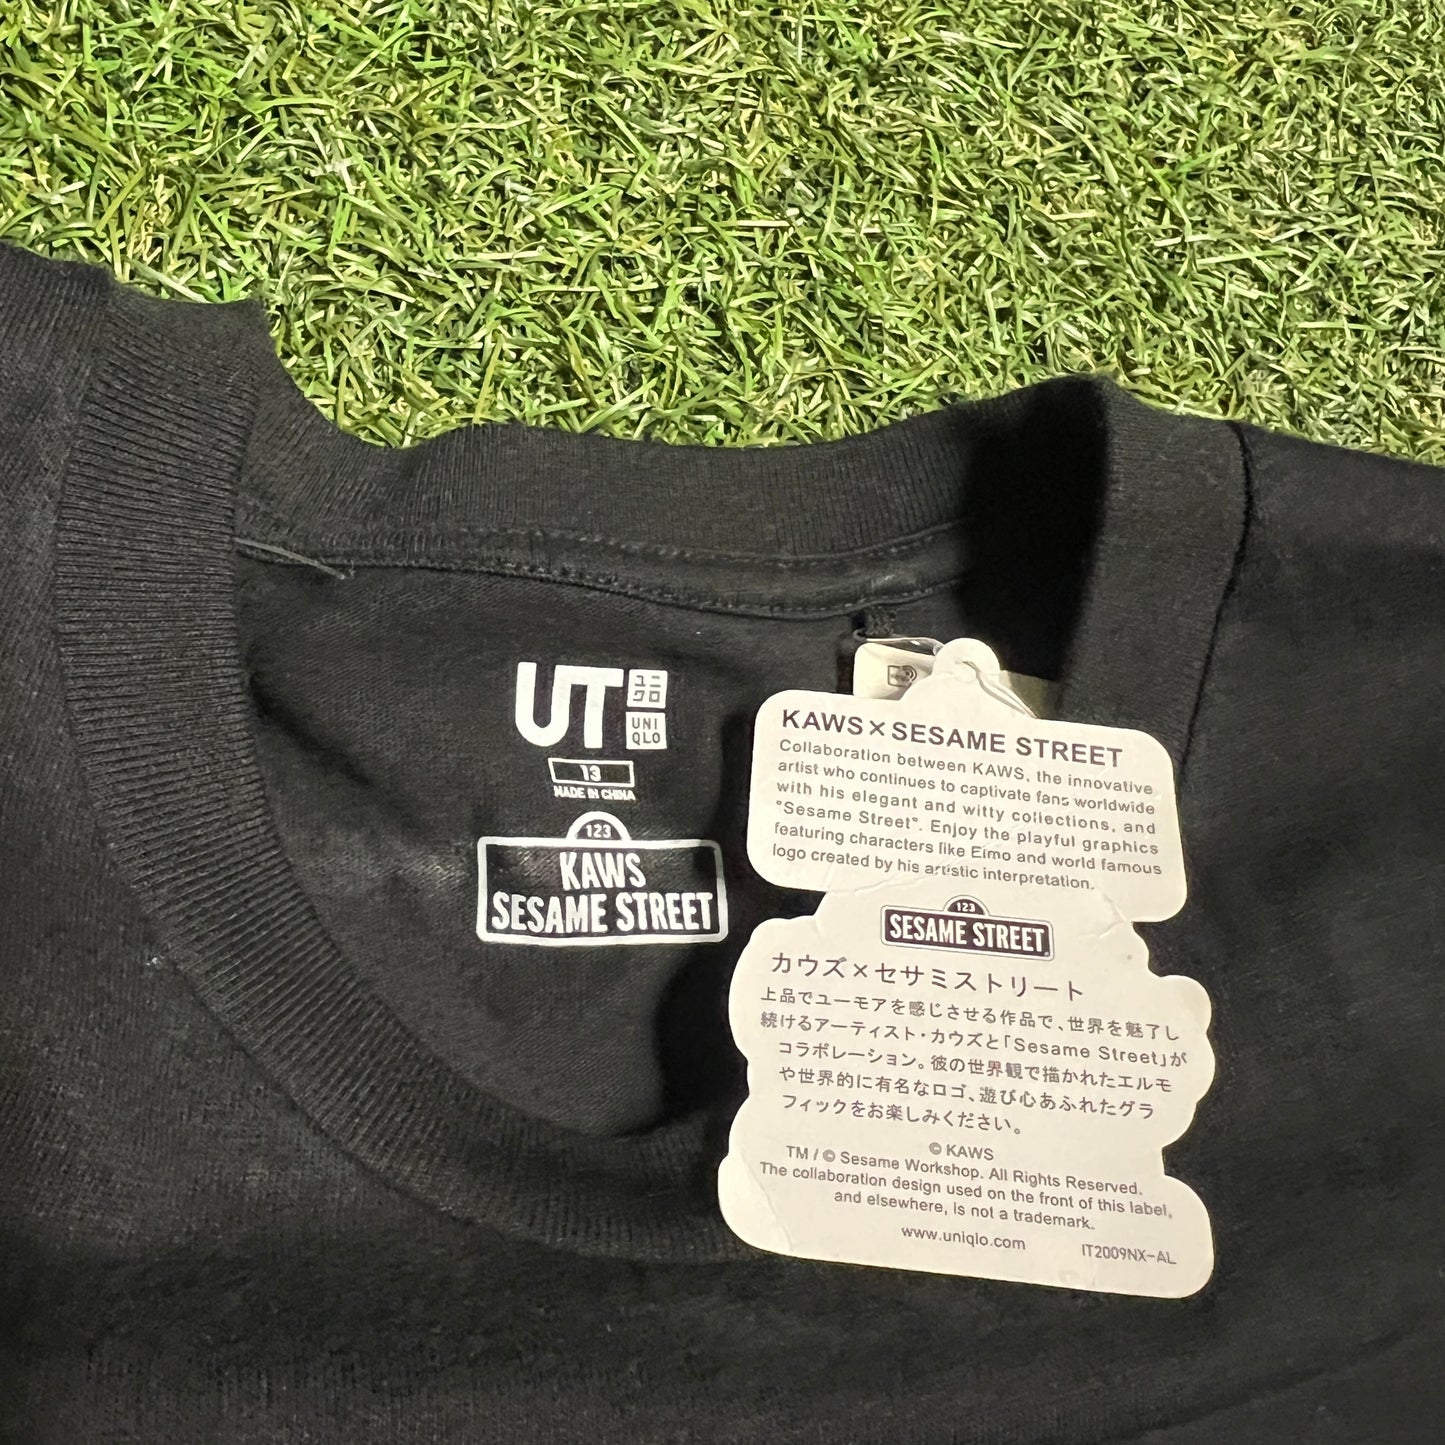 UT
ユニ
クロ
UNI
QLO
13
MADE IN CHINA
123
KAWS
SESAME STREET
KAWS×SESAME STREET
Collaboration between KAWS, the innovative
artist who continues to captivate fans worldwide
with his elegant and witty collections, and
"Sesame Street". Enjoy the playful graphics
featuring characters like Elmo and world famous
logo created by his artistic interpretation.
123
SESAME STREET
カウズ×セサミストリート
上品でユーモアを感じさせる作品で、世界を魅了し
続けるアーティスト・カウズと「Sesame Street」が
コラボレーション。彼の世界観で描かれたエルモ
や世界的に有名なロゴ、遊び心あふれたグラ
フィックをお楽しみください。
© KAWS
TM / © Sesame Workshop. All Rights Reserved.
The collaboration design used on the front of this label,
and elsewhere, is not a trademark.
www.uniqlo.com
IT2009NX-AL